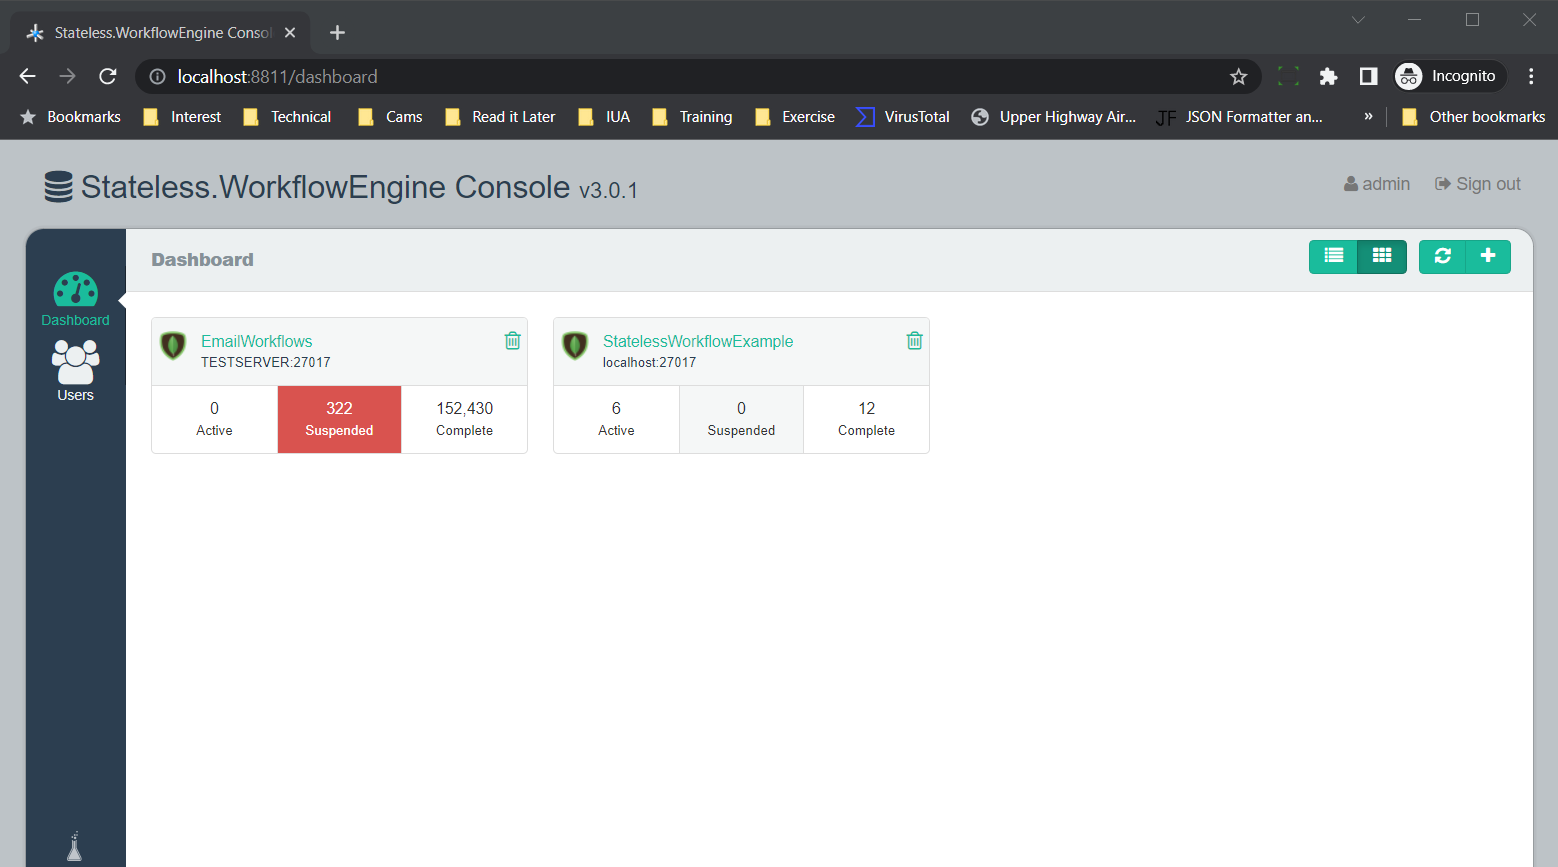 Stateless.WorkflowEngine Consol
localhost:8811/dashboard
Incognito
Bookmarks Interest Technical Cams Read it Later IUA Training Exercise VirusTotal Upper Highway Air... JF JSON Formatter an... » Other bookmarks
Stateless.WorkflowEngine Console v3.0.1
admin Sign out
Dashboard
Users
Dashboard
EmailWorkflows
TESTSERVER:27017
0 322 152,430
Active Suspended Complete
StatelessWorkflowExample
localhost:27017
6 0 12
Active Suspended Complete